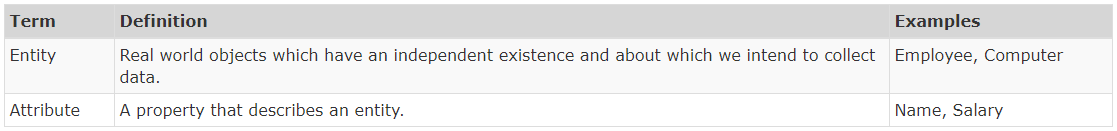 Term Definition Examples
Entity Real world objects which have an independent existence and about which we intend to collect Employee, Computer
data.
Attribute A property that describes an entity. Name, Salary